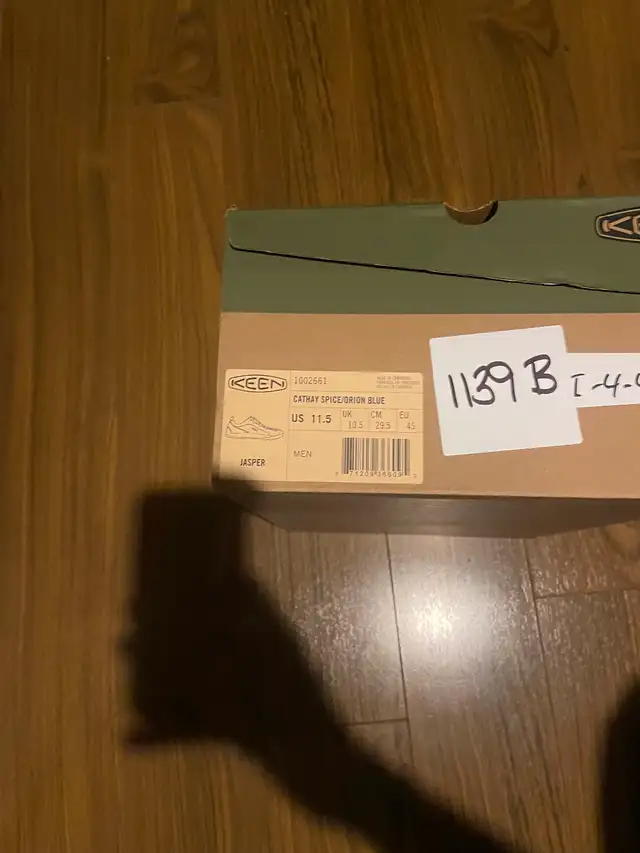 KEE
1139 B
I-4-
KEEN
1002661
CATHAY SPICE/ORION BLUE
US 11.5
UK 10.5
CM 29.5
EU 45
JASPER
MEN